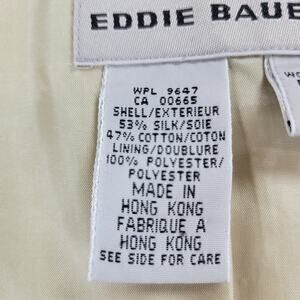 EDDIE BAUE
WPL 9647
CA 00665
SHELL/EXTERIEUR
53% SILK/SOIE
47% COTTON/COTON
LINING/DOUBLURE
100% POLYESTER/
POLYESTER
MADE IN
HONG KONG
FABRIQUE A
HONG KONG
SEE SIDE FOR CARE